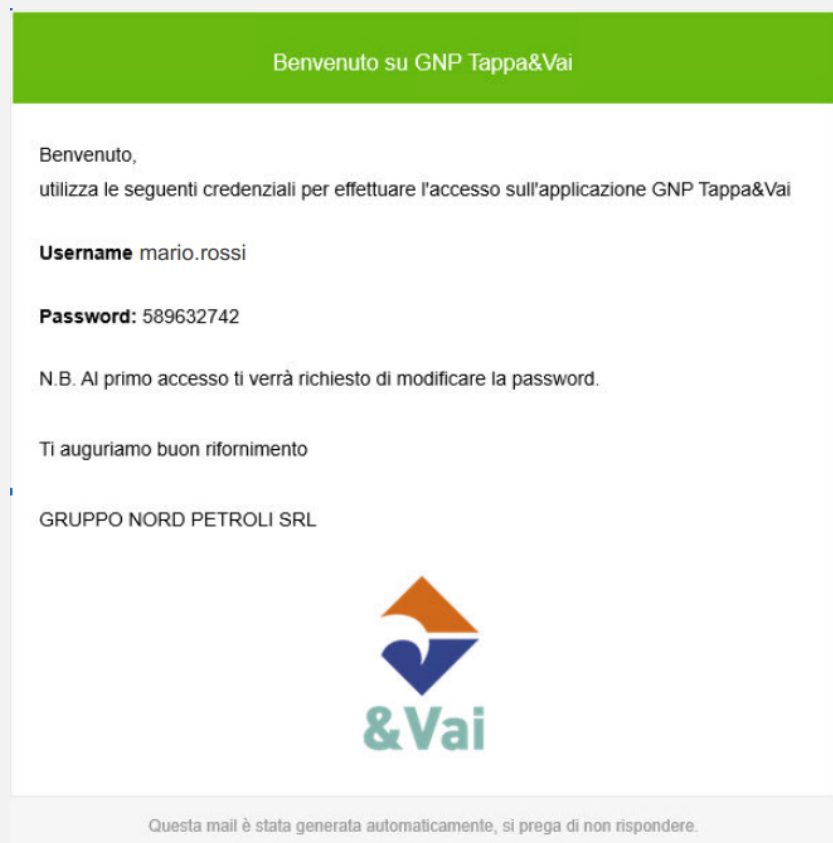 Benvenuto su GNP Tappa&Vai
Benvenuto,
utilizza le seguenti credenziali per effettuare l'accesso sull'applicazione GNP Tappa&Vai
Username mario.rossi
Password: 589632742
N.B. Al primo accesso ti verrà richiesto di modificare la password.
Ti auguriamo buon rifornimento
GRUPPO NORD PETROLI SRL
&Vai
Questa mail è stata generata automaticamente, si prega di non rispondere.